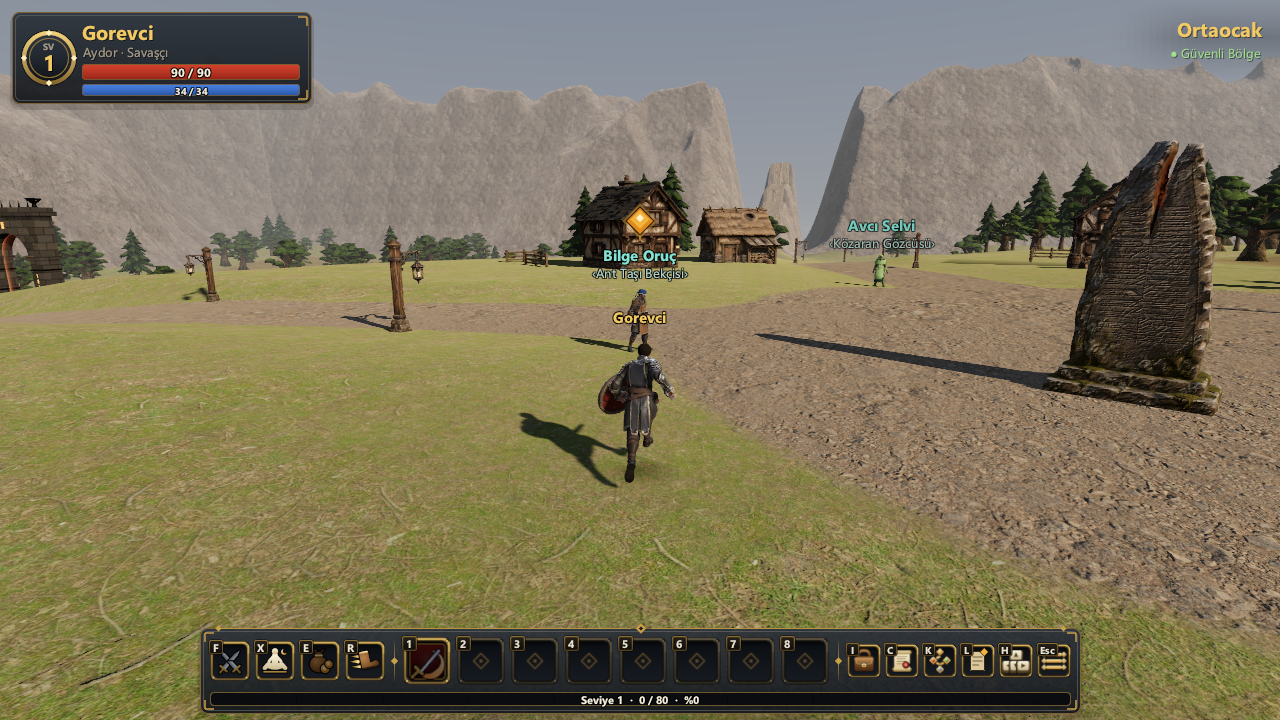 SV
1
Gorevci
Aydor · Savaşçı
90 / 90
34 / 34
Ortaocak
Güvenli Bölge
Bilge Oruç
‹Ant Taşı Bekçisi›
Avcı Selvi
‹Közaran Gözcüsü›
Gorevci
F X E R 1 2 3 4 5 6 7 8 I C K L H Esc
Seviye 1 · 0 / 80 · %0